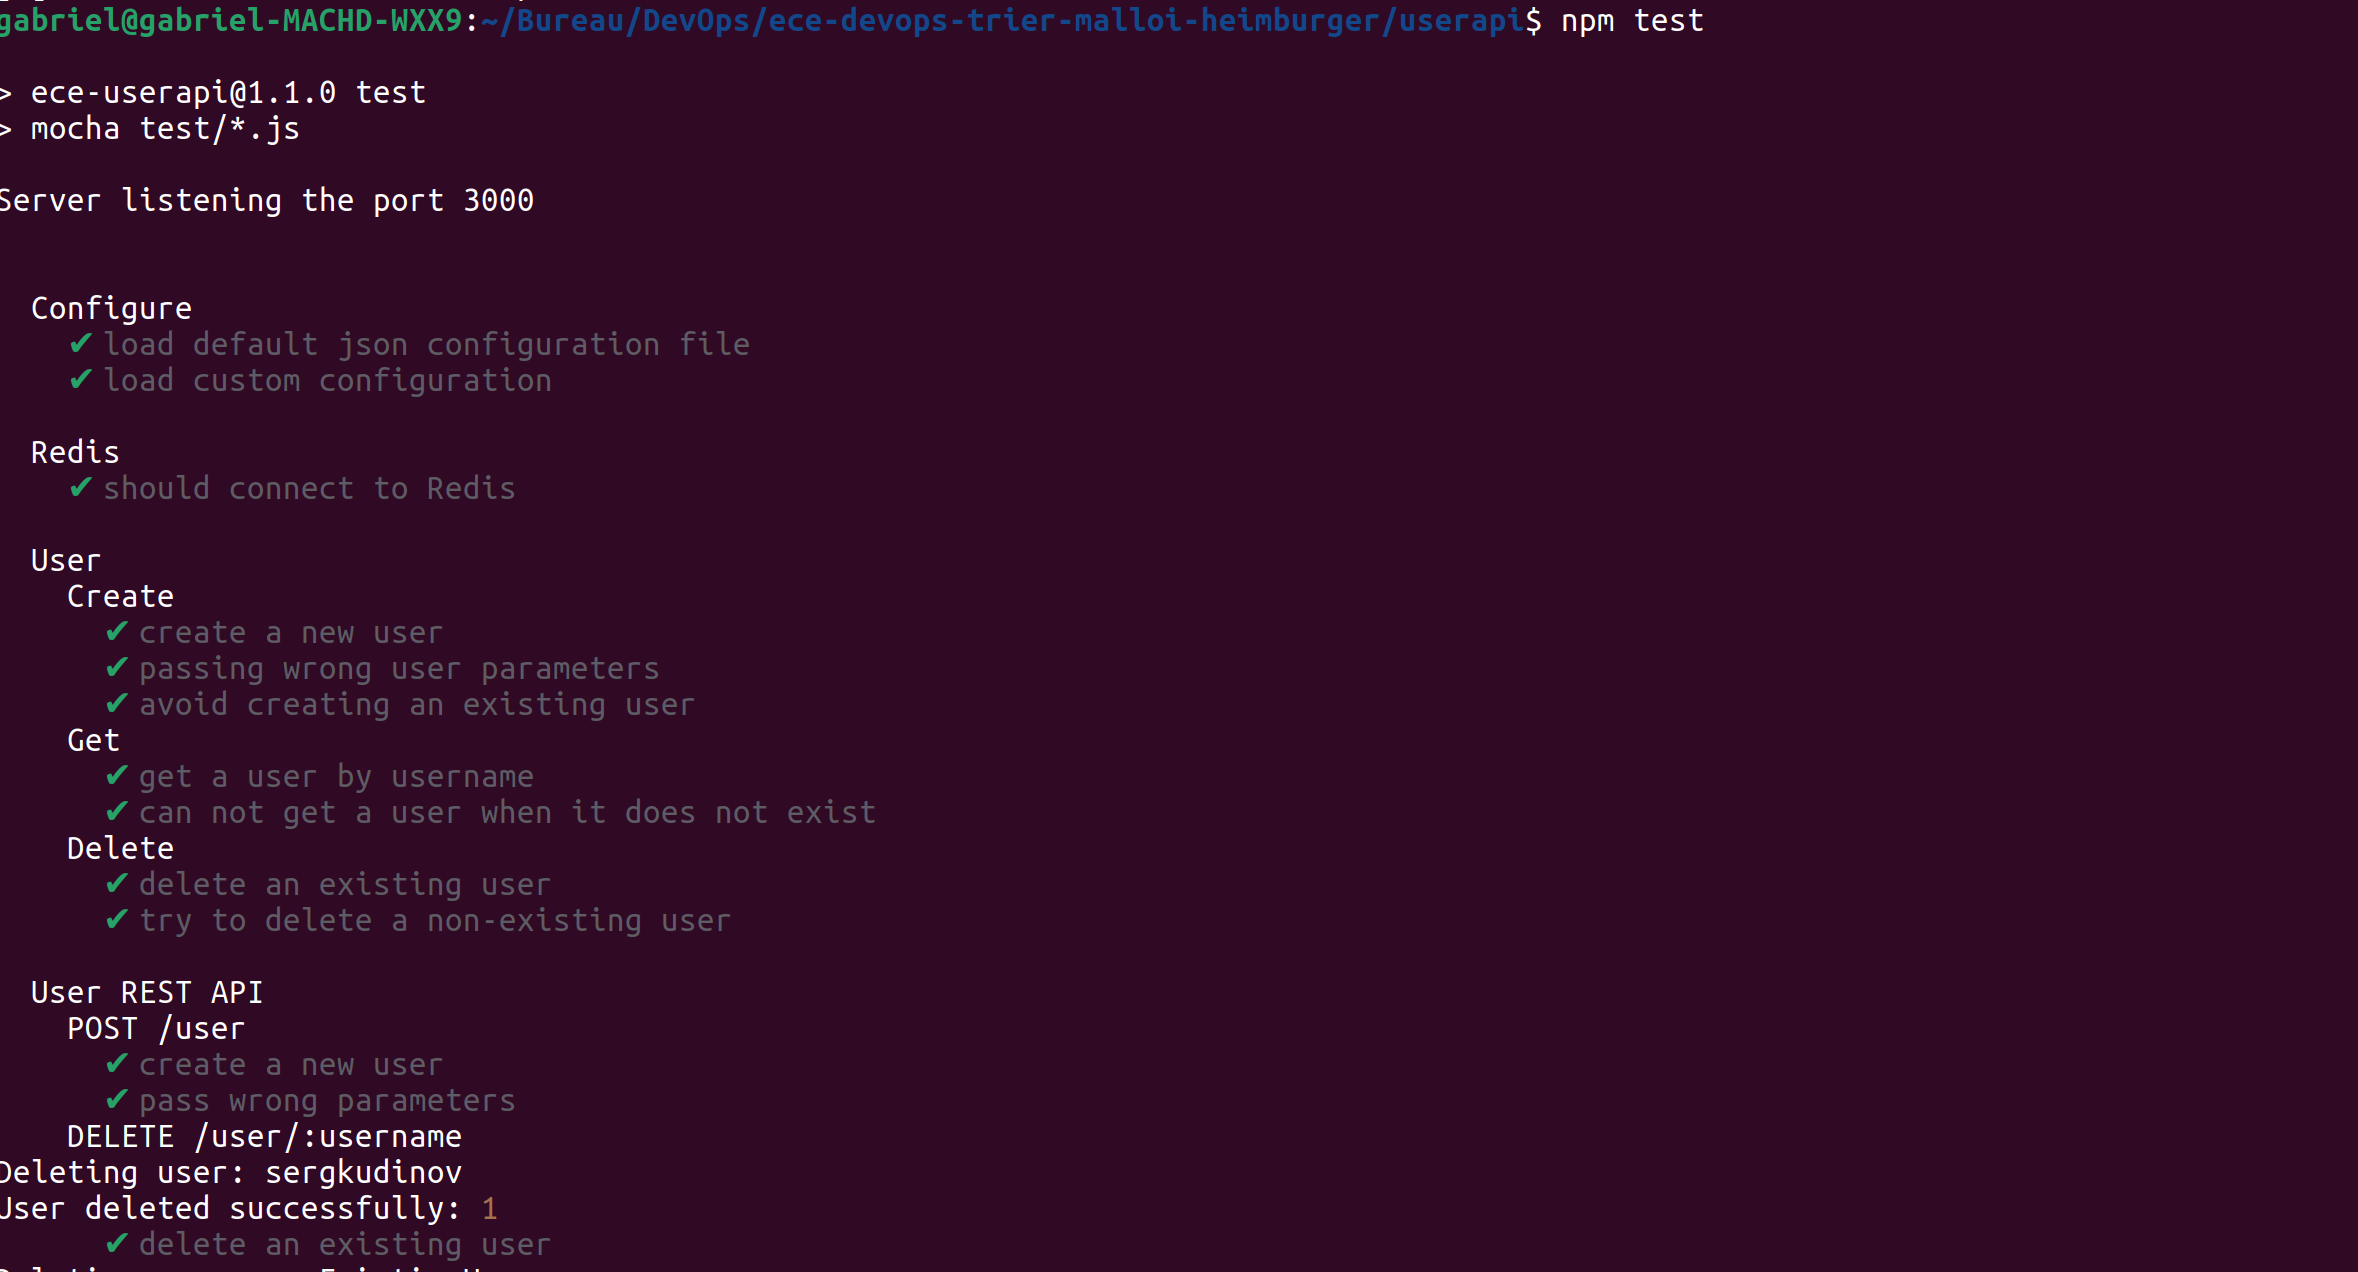 gabriel@gabriel-MACHD-WXX9:~/Bureau/DevOps/ece-devops-trier-malloi-heimburger/userapi$ npm test
> ece-userapi@1.1.0 test
> mocha test/*.js
Server listening the port 3000
Configure
✔ load default json configuration file
✔ load custom configuration
Redis
✔ should connect to Redis
User
Create
✔ create a new user
✔ passing wrong user parameters
✔ avoid creating an existing user
Get
✔ get a user by username
✔ can not get a user when it does not exist
Delete
✔ delete an existing user
✔ try to delete a non-existing user
User REST API
POST /user
✔ create a new user
✔ pass wrong parameters
DELETE /user/:username
Deleting user: sergkudinov
User deleted successfully: 1
✔ delete an existing user